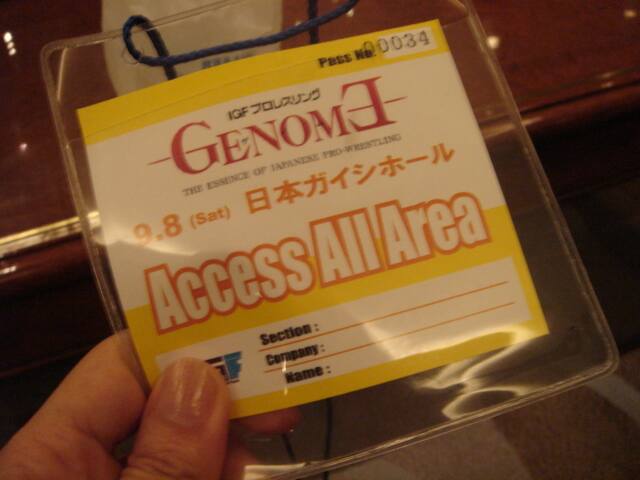 Pass No. 00034
IGF プロレスリング
GENOME
THE ESSENCE OF JAPANESE PRO-WRESTLING
9.8 (Sat) 日本ガイシホール
Access All Area
Section :
Company :
Name :